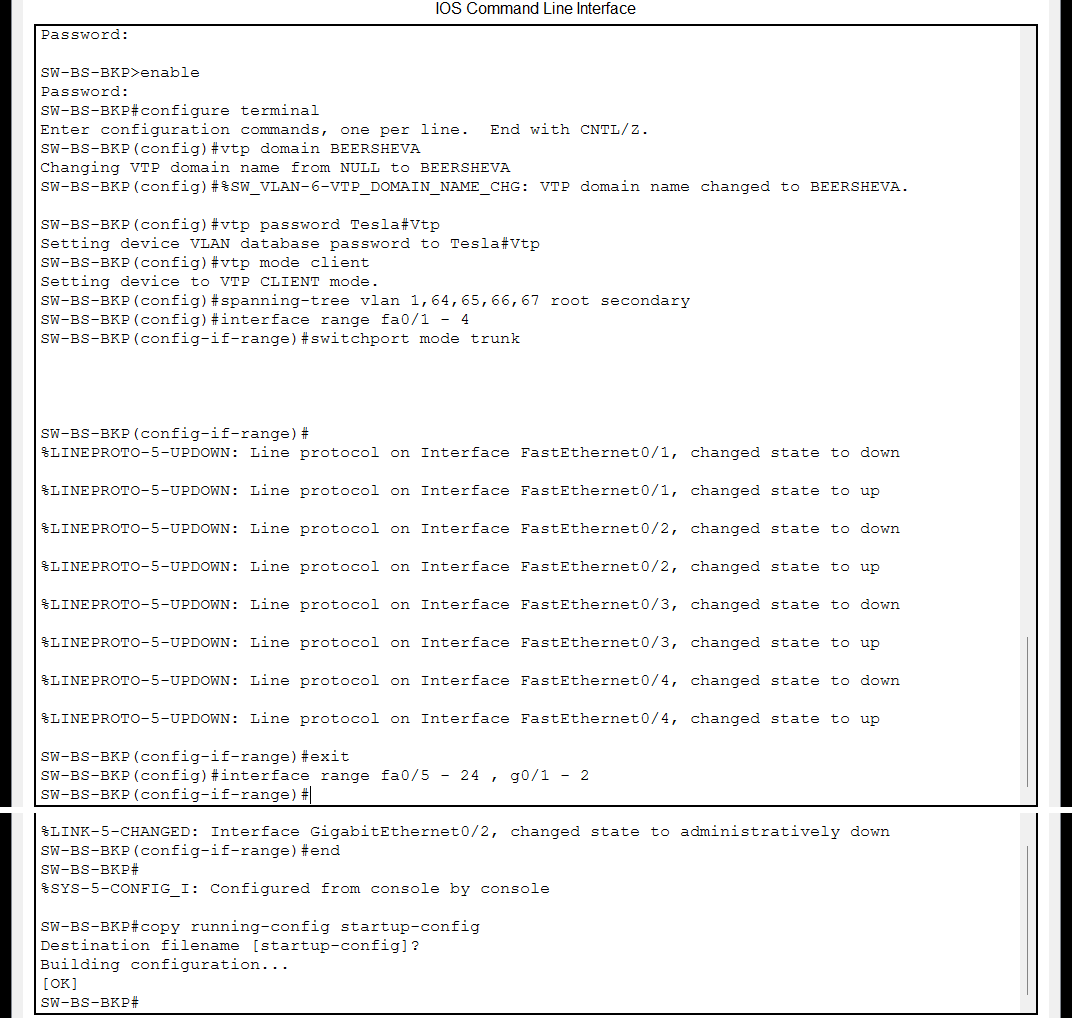 IOS Command Line Interface
Password:
SW-BS-BKP>enable
Password:
SW-BS-BKP#configure terminal
Enter configuration commands, one per line.  End with CNTL/Z.
SW-BS-BKP(config)#vtp domain BEERSHEVA
Changing VTP domain name from NULL to BEERSHEVA
SW-BS-BKP(config)#%SW_VLAN-6-VTP_DOMAIN_NAME_CHG: VTP domain name changed to BEERSHEVA.
SW-BS-BKP(config)#vtp password Tesla#Vtp
Setting device VLAN database password to Tesla#Vtp
SW-BS-BKP(config)#vtp mode client
Setting device to VTP CLIENT mode.
SW-BS-BKP(config)#spanning-tree vlan 1,64,65,66,67 root secondary
SW-BS-BKP(config)#interface range fa0/1 - 4
SW-BS-BKP(config-if-range)#switchport mode trunk
SW-BS-BKP(config-if-range)#
%LINEPROTO-5-UPDOWN: Line protocol on Interface FastEthernet0/1, changed state to down
%LINEPROTO-5-UPDOWN: Line protocol on Interface FastEthernet0/1, changed state to up
%LINEPROTO-5-UPDOWN: Line protocol on Interface FastEthernet0/2, changed state to down
%LINEPROTO-5-UPDOWN: Line protocol on Interface FastEthernet0/2, changed state to up
%LINEPROTO-5-UPDOWN: Line protocol on Interface FastEthernet0/3, changed state to down
%LINEPROTO-5-UPDOWN: Line protocol on Interface FastEthernet0/3, changed state to up
%LINEPROTO-5-UPDOWN: Line protocol on Interface FastEthernet0/4, changed state to down
%LINEPROTO-5-UPDOWN: Line protocol on Interface FastEthernet0/4, changed state to up
SW-BS-BKP(config-if-range)#exit
SW-BS-BKP(config)#interface range fa0/5 - 24 , g0/1 - 2
SW-BS-BKP(config-if-range)#
%LINK-5-CHANGED: Interface GigabitEthernet0/2, changed state to administratively down
SW-BS-BKP(config-if-range)#end
SW-BS-BKP#
%SYS-5-CONFIG_I: Configured from console by console
SW-BS-BKP#copy running-config startup-config
Destination filename [startup-config]?
Building configuration...
[OK]
SW-BS-BKP#